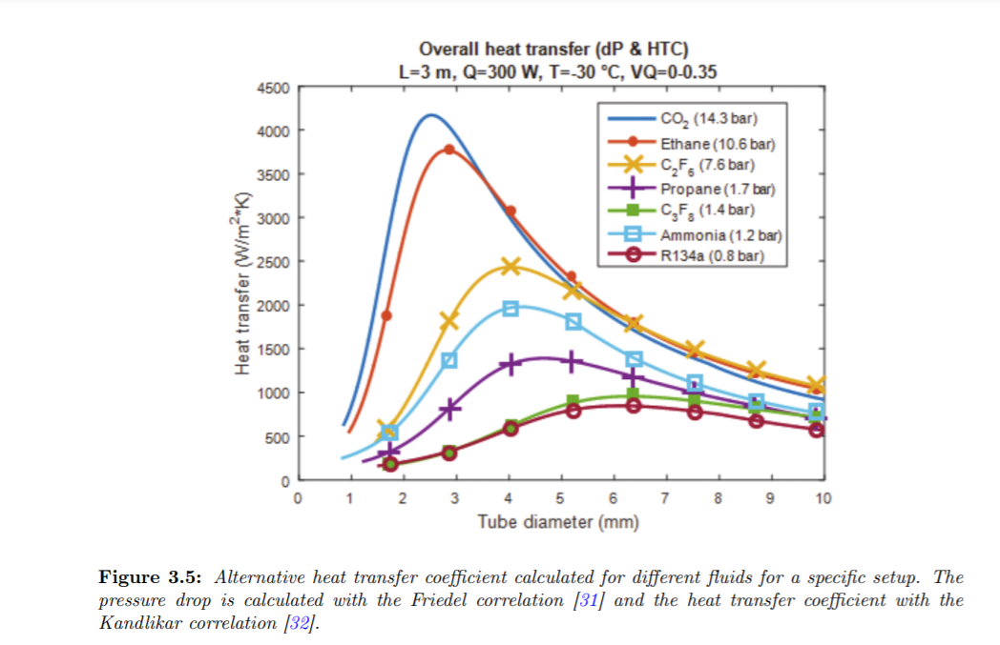 Overall heat transfer (dP & HTC)
L=3 m, Q=300 W, T=-30 °C, VQ=0-0.35
4500
4000
3500
3000
2500
2000
1500
1000
500
0
Heat transfer (W/m²*K)
CO₂ (14.3 bar)
Ethane (10.6 bar)
C₂F₆ (7.6 bar)
Propane (1.7 bar)
C₃F₈ (1.4 bar)
Ammonia (1.2 bar)
R134a (0.8 bar)
0 1 2 3 4 5 6 7 8 9 10
Tube diameter (mm)
Figure 3.5: Alternative heat transfer coefficient calculated for different fluids for a specific setup. The
pressure drop is calculated with the Friedel correlation [31] and the heat transfer coefficient with the
Kandlikar correlation [32].